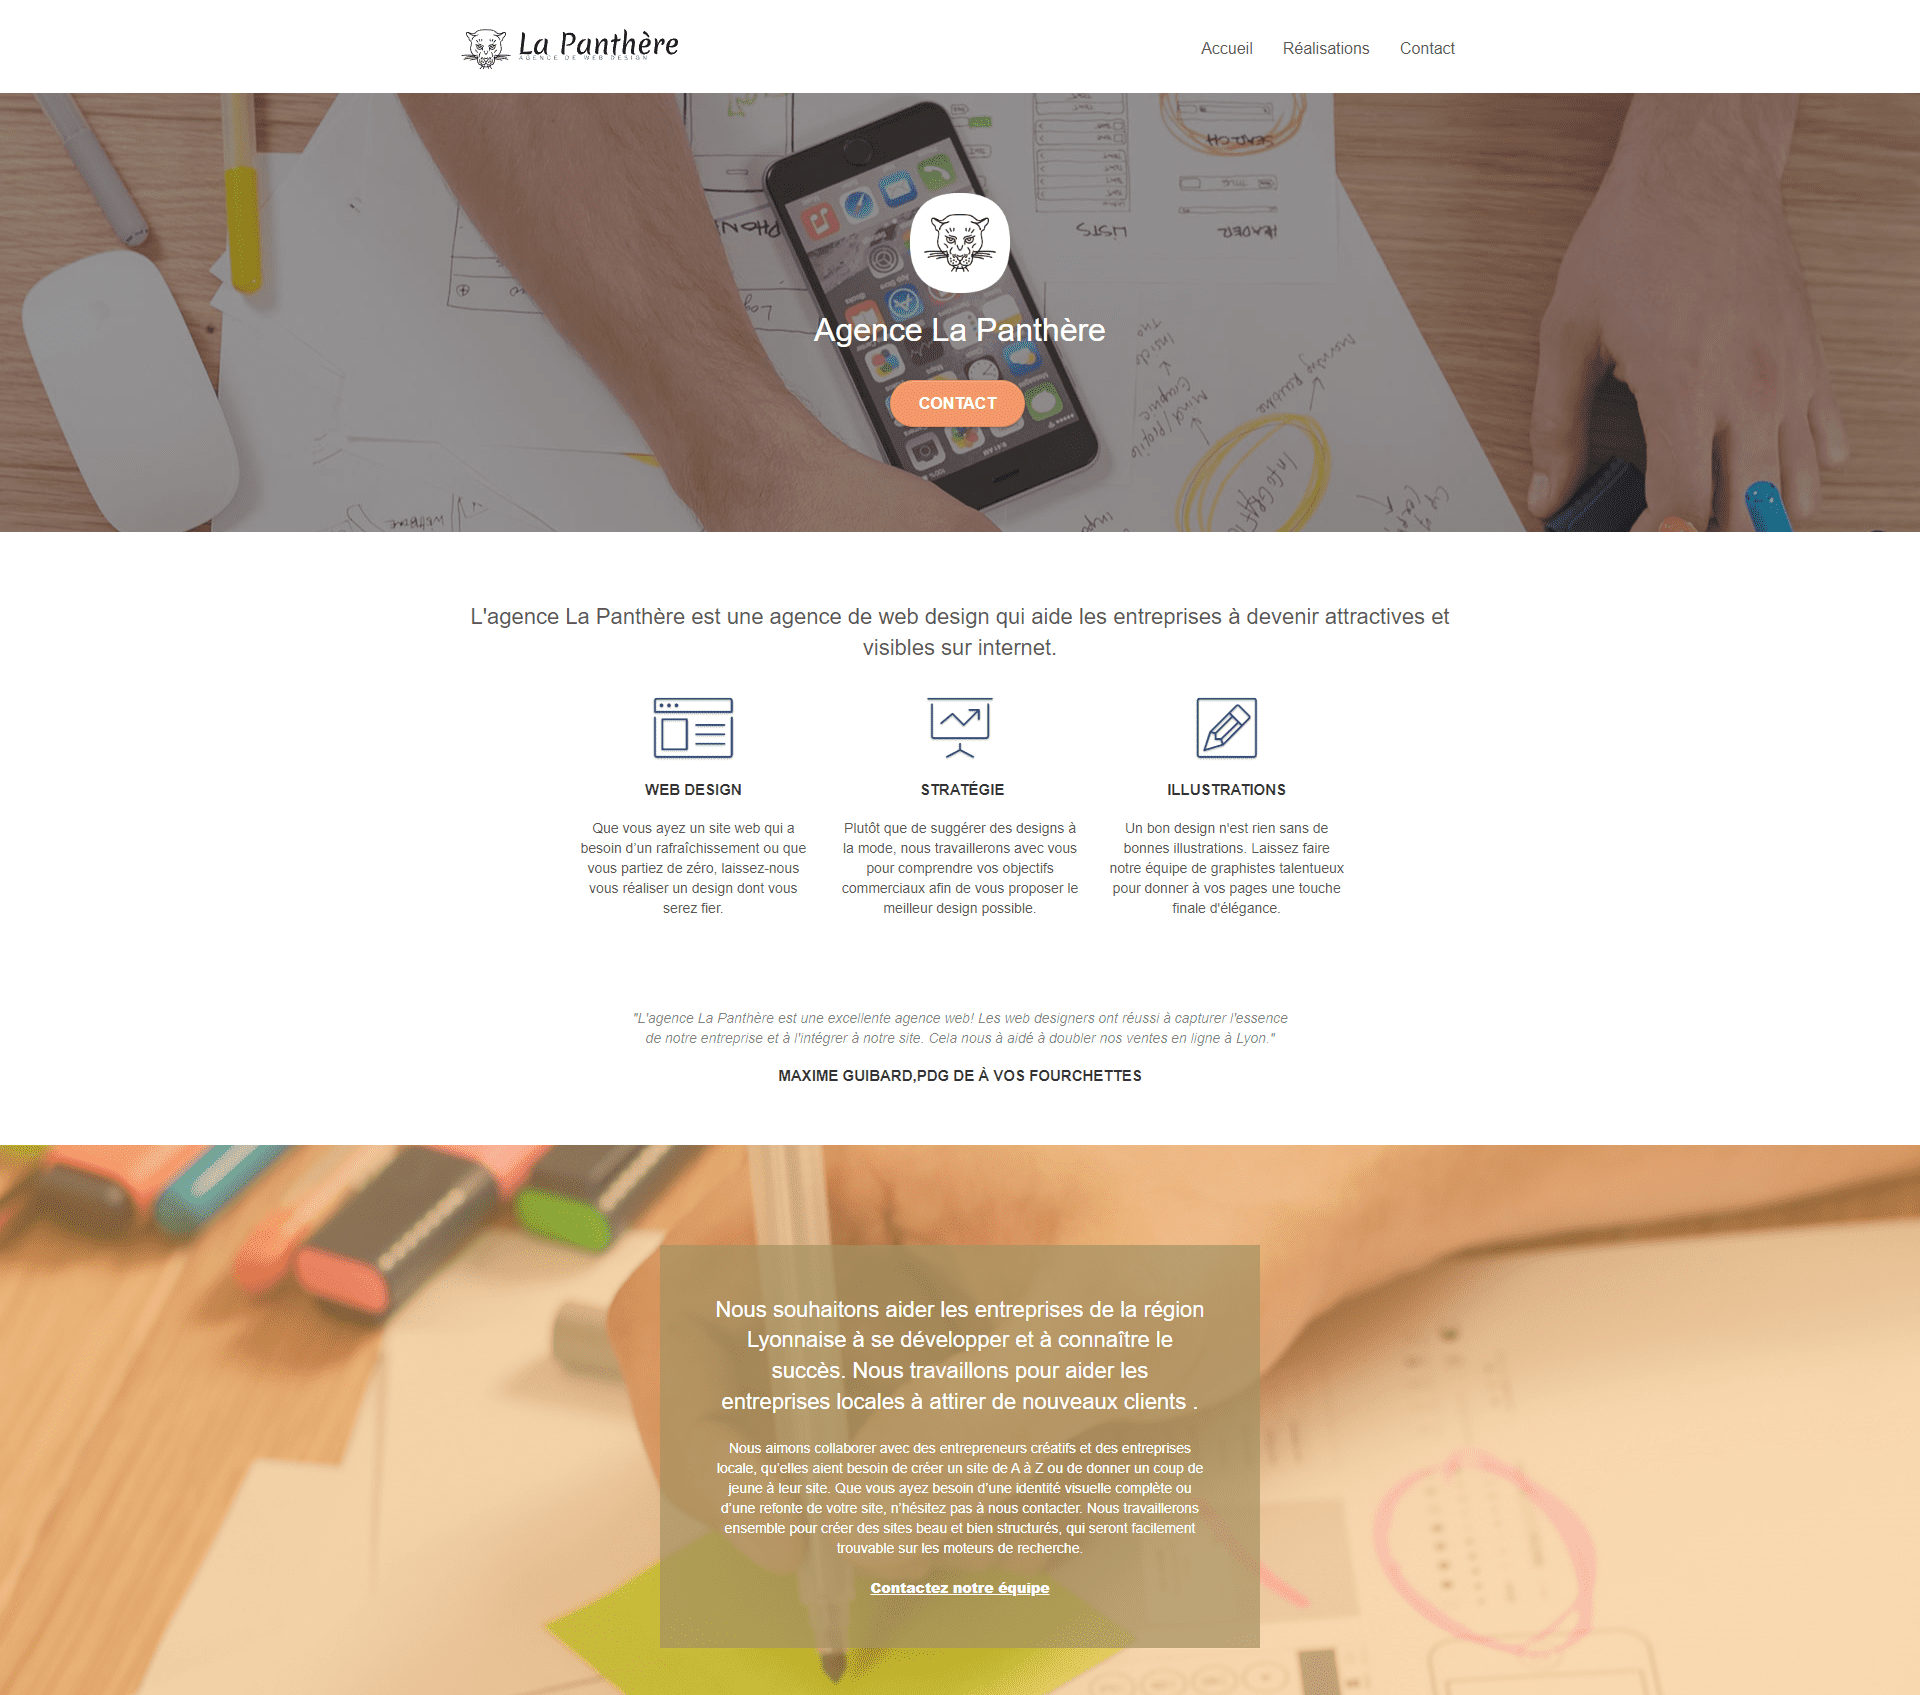 La Panthère
AGENCE DE WEB DESIGN
Accueil Réalisations Contact
SEARCH
PHONE
LISTS
HEADER
Agence La Panthère
CONTACT
L'agence La Panthère est une agence de web design qui aide les entreprises à devenir attractives et
visibles sur internet.
WEB DESIGN
Que vous ayez un site web qui a
besoin d’un rafraîchissement ou que
vous partiez de zéro, laissez-nous
vous réaliser un design dont vous
serez fier.
STRATÉGIE
Plutôt que de suggérer des designs à
la mode, nous travaillerons avec vous
pour comprendre vos objectifs
commerciaux afin de vous proposer le
meilleur design possible.
ILLUSTRATIONS
Un bon design n'est rien sans de
bonnes illustrations. Laissez faire
notre équipe de graphistes talentueux
pour donner à vos pages une touche
finale d'élégance.
"L'agence La Panthère est une excellente agence web! Les web designers ont réussi à capturer l'essence
de notre entreprise et à l'intégrer à notre site. Cela nous à aidé à doubler nos ventes en ligne à Lyon."
MAXIME GUIBARD,PDG DE À VOS FOURCHETTES
Nous souhaitons aider les entreprises de la région
Lyonnaise à se développer et à connaître le
succès. Nous travaillons pour aider les
entreprises locales à attirer de nouveaux clients .
Nous aimons collaborer avec des entrepreneurs créatifs et des entreprises
locale, qu’elles aient besoin de créer un site de A à Z ou de donner un coup de
jeune à leur site. Que vous ayez besoin d’une identité visuelle complète ou
d’une refonte de votre site, n’hésitez pas à nous contacter. Nous travaillerons
ensemble pour créer des sites beau et bien structurés, qui seront facilement
trouvable sur les moteurs de recherche.
Contactez notre équipe